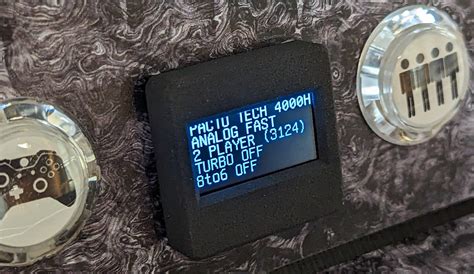 PACTO TECH 4000H
ANALOG FAST
2 PLAYER (3124)
TURBO OFF
8to6 OFF